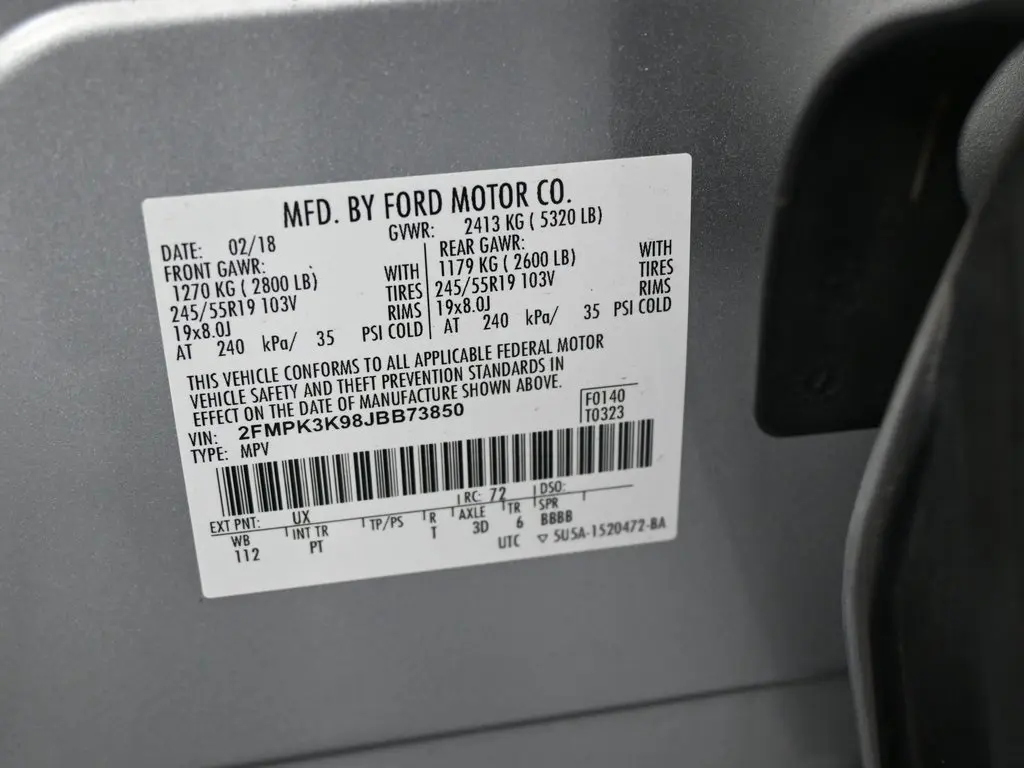 MFD. BY FORD MOTOR CO.
DATE: 02/18 GVWR: 2413 KG ( 5320 LB)
FRONT GAWR: REAR GAWR:
1270 KG ( 2800 LB) WITH 1179 KG ( 2600 LB) WITH
245/55R19 103V TIRES 245/55R19 103V TIRES
19x8.0J RIMS 19x8.0J RIMS
AT 240 kPa/ 35 PSI COLD AT 240 kPa/ 35 PSI COLD
THIS VEHICLE CONFORMS TO ALL APPLICABLE FEDERAL MOTOR
VEHICLE SAFETY AND THEFT PREVENTION STANDARDS IN
EFFECT ON THE DATE OF MANUFACTURE SHOWN ABOVE.
VIN: 2FMPK3K98JBB73850 F0140
TYPE: MPV T0323
EXT PNT: UX RC: 72 DSO:
WB INT TR TP/PS R AXLE TR SPR
112 PT T 3D 6 BBBB
UTC ▽ 5U5A-1520472-BA